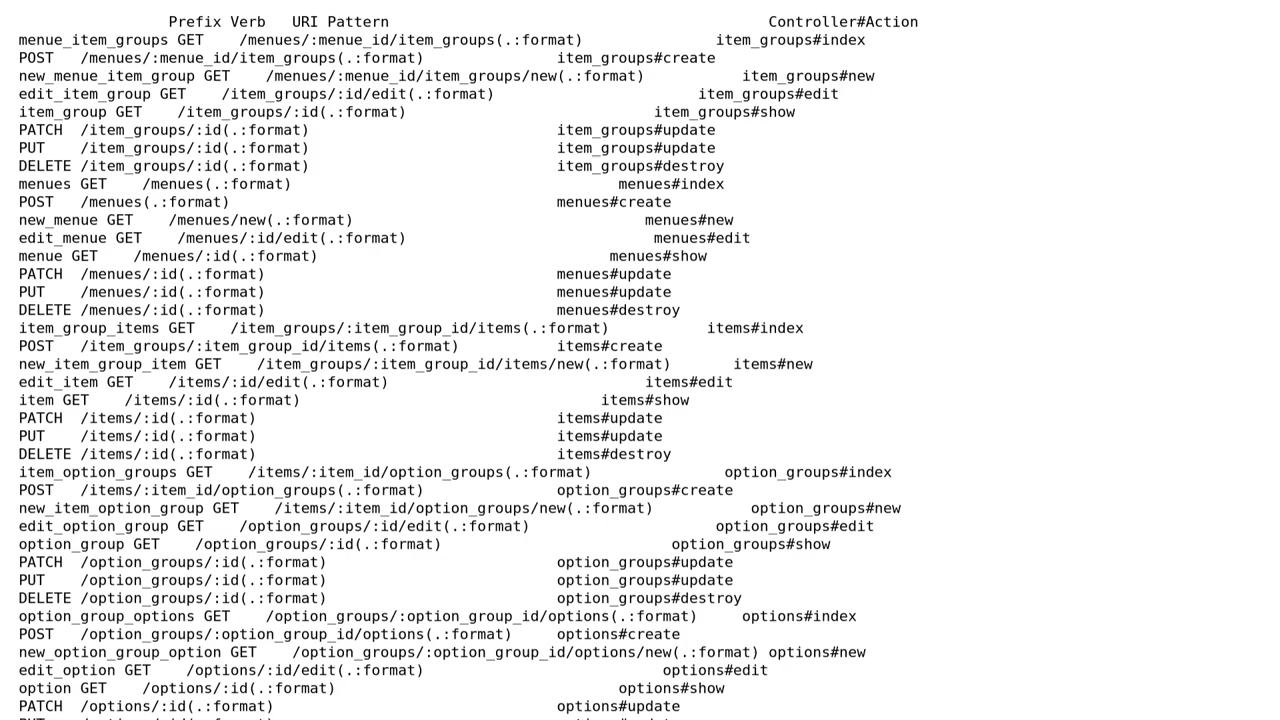 Prefix Verb   URI Pattern                                           Controller#Action
menue_item_groups GET    /menues/:menue_id/item_groups(.:format)               item_groups#index
POST   /menues/:menue_id/item_groups(.:format)               item_groups#create
new_menue_item_group GET    /menues/:menue_id/item_groups/new(.:format)           item_groups#new
edit_item_group GET    /item_groups/:id/edit(.:format)                       item_groups#edit
item_group GET    /item_groups/:id(.:format)                            item_groups#show
PATCH  /item_groups/:id(.:format)                            item_groups#update
PUT    /item_groups/:id(.:format)                            item_groups#update
DELETE /item_groups/:id(.:format)                            item_groups#destroy
menues GET    /menues(.:format)                                     menues#index
POST   /menues(.:format)                                     menues#create
new_menue GET    /menues/new(.:format)                                 menues#new
edit_menue GET    /menues/:id/edit(.:format)                            menues#edit
menue GET    /menues/:id(.:format)                                 menues#show
PATCH  /menues/:id(.:format)                                 menues#update
PUT    /menues/:id(.:format)                                 menues#update
DELETE /menues/:id(.:format)                                 menues#destroy
item_group_items GET    /item_groups/:item_group_id/items(.:format)           items#index
POST   /item_groups/:item_group_id/items(.:format)           items#create
new_item_group_item GET    /item_groups/:item_group_id/items/new(.:format)       items#new
edit_item GET    /items/:id/edit(.:format)                             items#edit
item GET    /items/:id(.:format)                                  items#show
PATCH  /items/:id(.:format)                                  items#update
PUT    /items/:id(.:format)                                  items#update
DELETE /items/:id(.:format)                                  items#destroy
item_option_groups GET    /items/:item_id/option_groups(.:format)               option_groups#index
POST   /items/:item_id/option_groups(.:format)               option_groups#create
new_item_option_group GET    /items/:item_id/option_groups/new(.:format)           option_groups#new
edit_option_group GET    /option_groups/:id/edit(.:format)                     option_groups#edit
option_group GET    /option_groups/:id(.:format)                          option_groups#show
PATCH  /option_groups/:id(.:format)                          option_groups#update
PUT    /option_groups/:id(.:format)                          option_groups#update
DELETE /option_groups/:id(.:format)                          option_groups#destroy
option_group_options GET    /option_groups/:option_group_id/options(.:format)     options#index
POST   /option_groups/:option_group_id/options(.:format)     options#create
new_option_group_option GET    /option_groups/:option_group_id/options/new(.:format) options#new
edit_option GET    /options/:id/edit(.:format)                           options#edit
option GET    /options/:id(.:format)                                options#show
PATCH  /options/:id(.:format)                                options#update